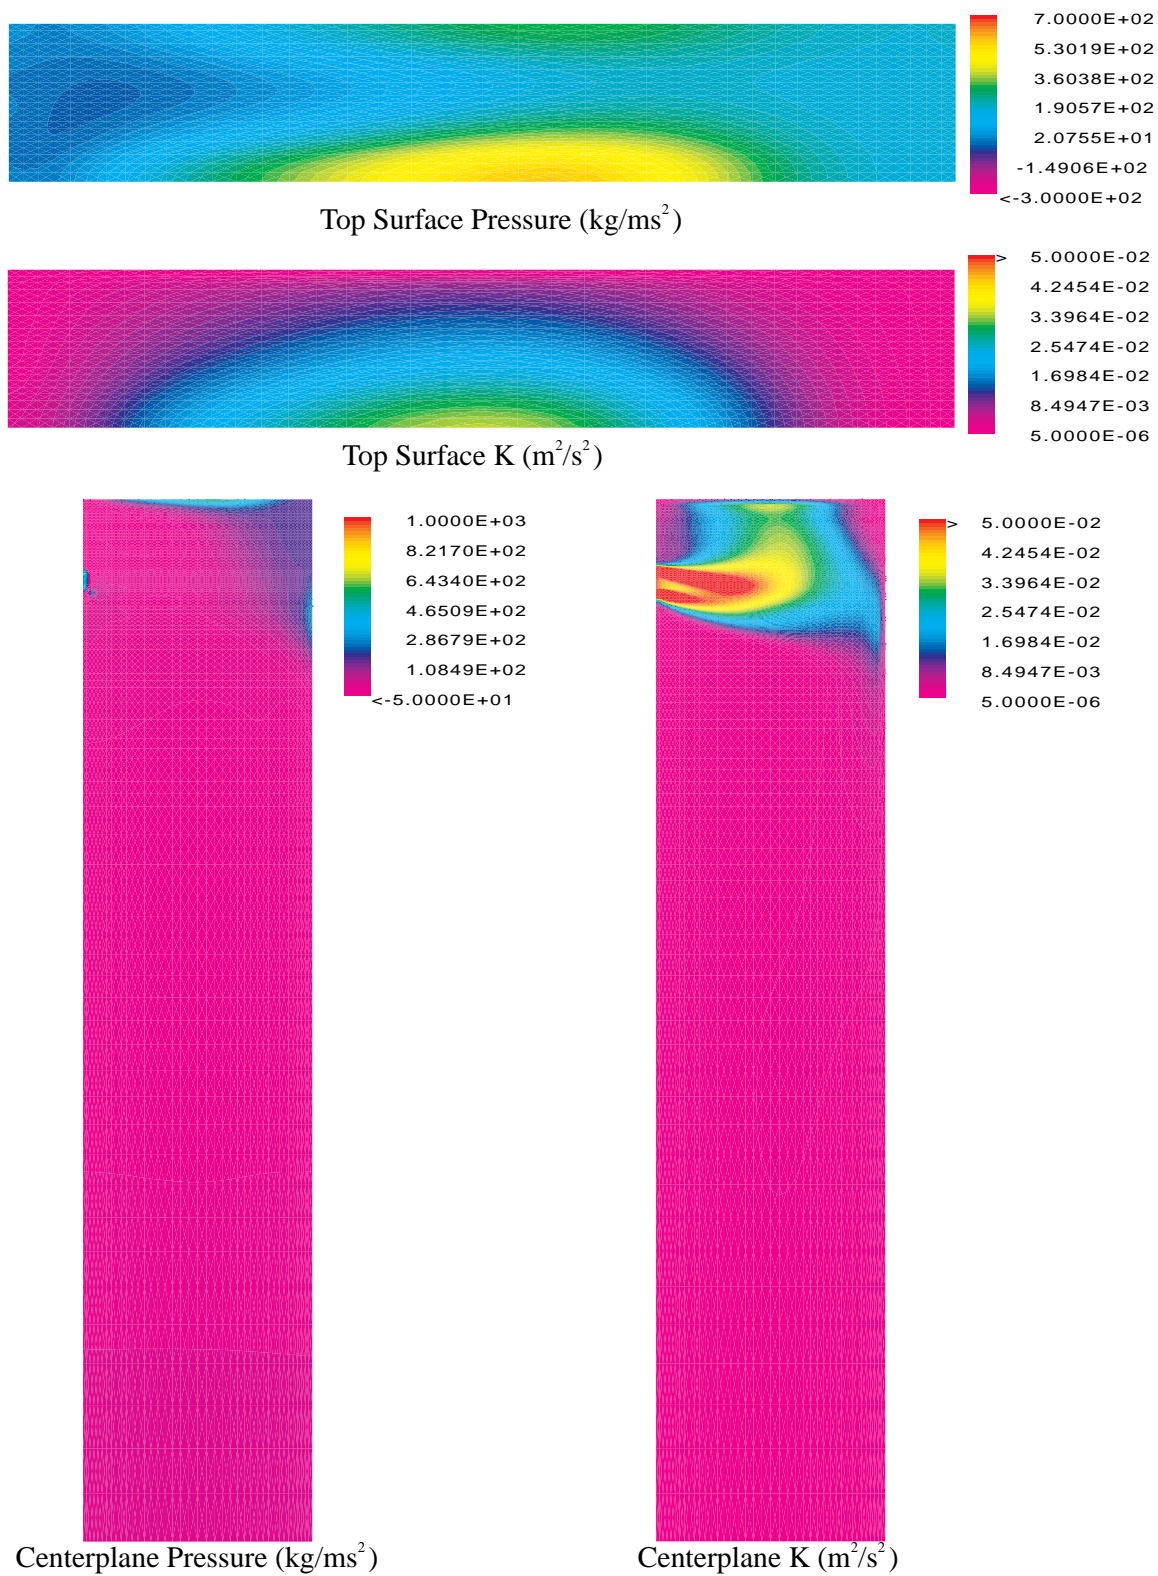 7.0000E+02
5.3019E+02
3.6038E+02
1.9057E+02
2.0755E+01
-1.4906E+02
<-3.0000E+02
Top Surface Pressure (kg/ms²)
> 5.0000E-02
4.2454E-02
3.3964E-02
2.5474E-02
1.6984E-02
8.4947E-03
5.0000E-06
Top Surface K (m²/s²)
1.0000E+03
8.2170E+02
6.4340E+02
4.6509E+02
2.8679E+02
1.0849E+02
<-5.0000E+01
> 5.0000E-02
4.2454E-02
3.3964E-02
2.5474E-02
1.6984E-02
8.4947E-03
5.0000E-06
Centerplane Pressure (kg/ms²)
Centerplane K (m²/s²)